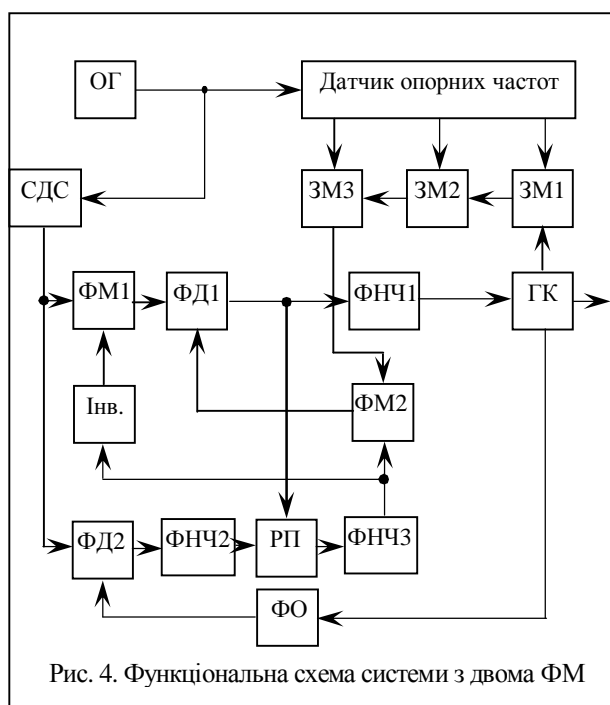 ОГ
Датчик опорних частот
СДС
ЗМ3
ЗМ2
ЗМ1
ФМ1
ФД1
ФНЧ1
ГК
Інв.
ФМ2
ФД2
ФНЧ2
РП
ФНЧ3
ФО
Рис. 4. Функціональна схема системи з двома ФМ